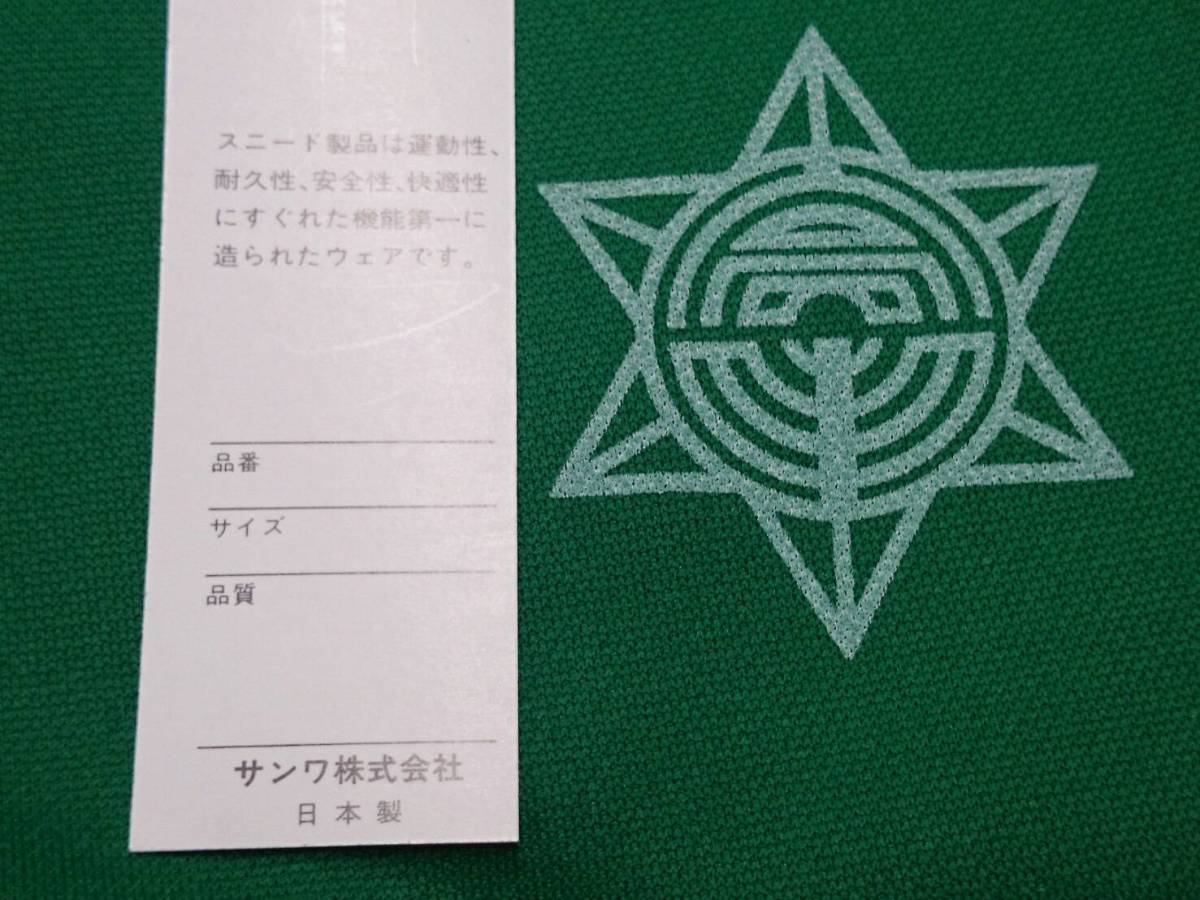 スニード製品は運動性、
耐久性、安全性、快適性
にすぐれた機能第一に
造られたウェアです。
品番
サイズ
品質
サンワ株式会社
日本製